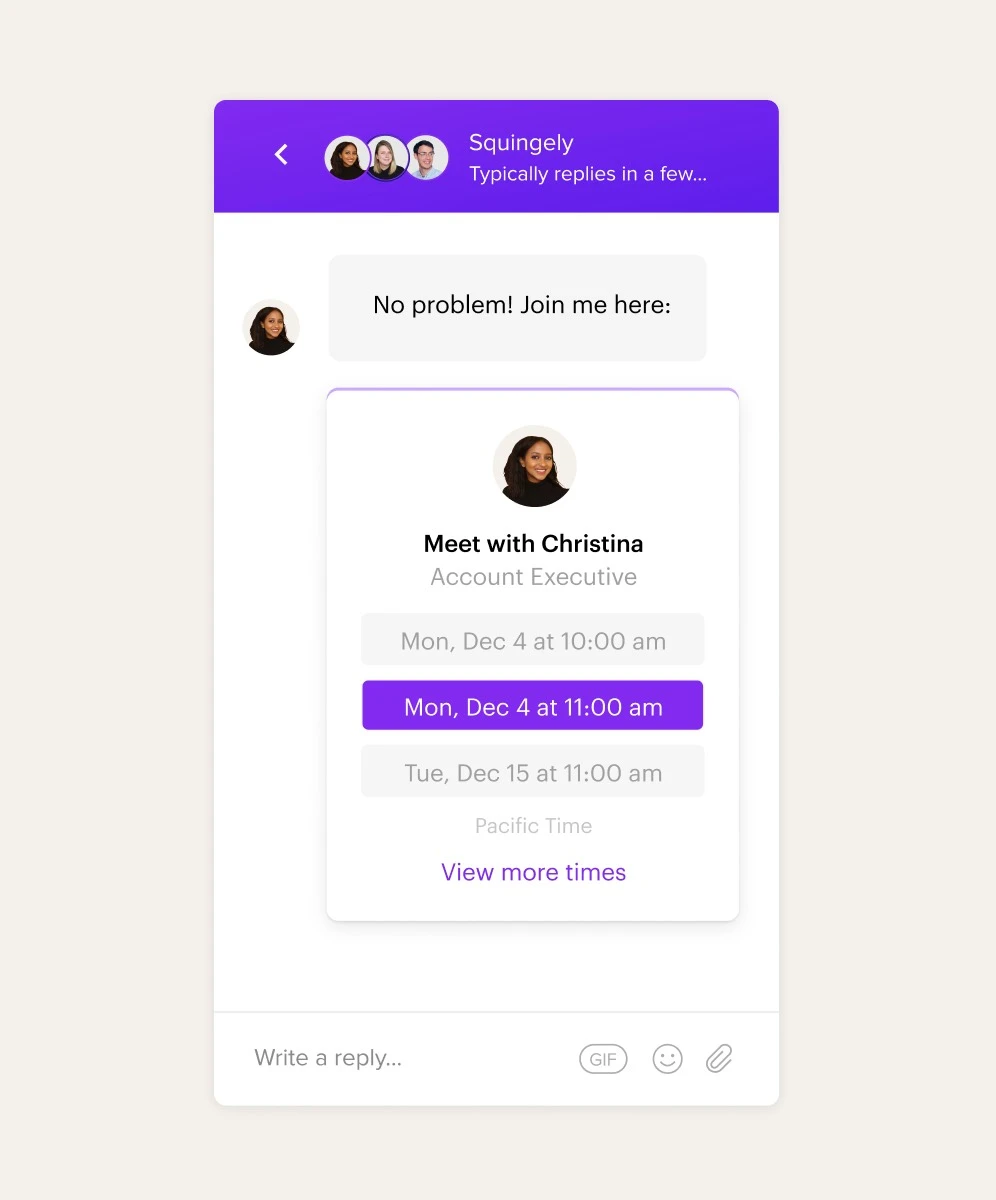 Squingely
Typically replies in a few...
No problem! Join me here:
Meet with Christina
Account Executive
Mon, Dec 4 at 10:00 am
Mon, Dec 4 at 11:00 am
Tue, Dec 15 at 11:00 am
Pacific Time
View more times
Write a reply...
GIF